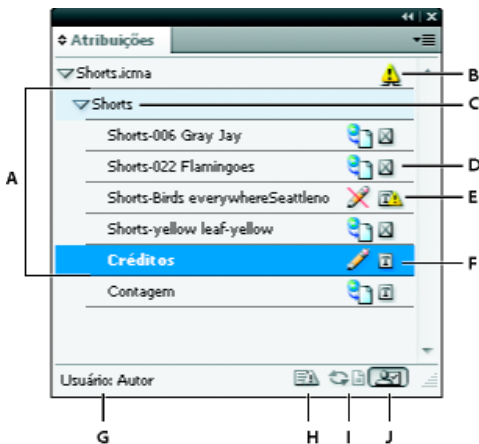 Atribuições
Shorts.icma B
Shorts C
Shorts-006 Gray Jay
Shorts-022 Flamingoes D
A
Shorts-Birds everywhereSeattleno E
Shorts-yellow leaf-yellow
Créditos F
Contagem
Usuário: Autor
G H I J